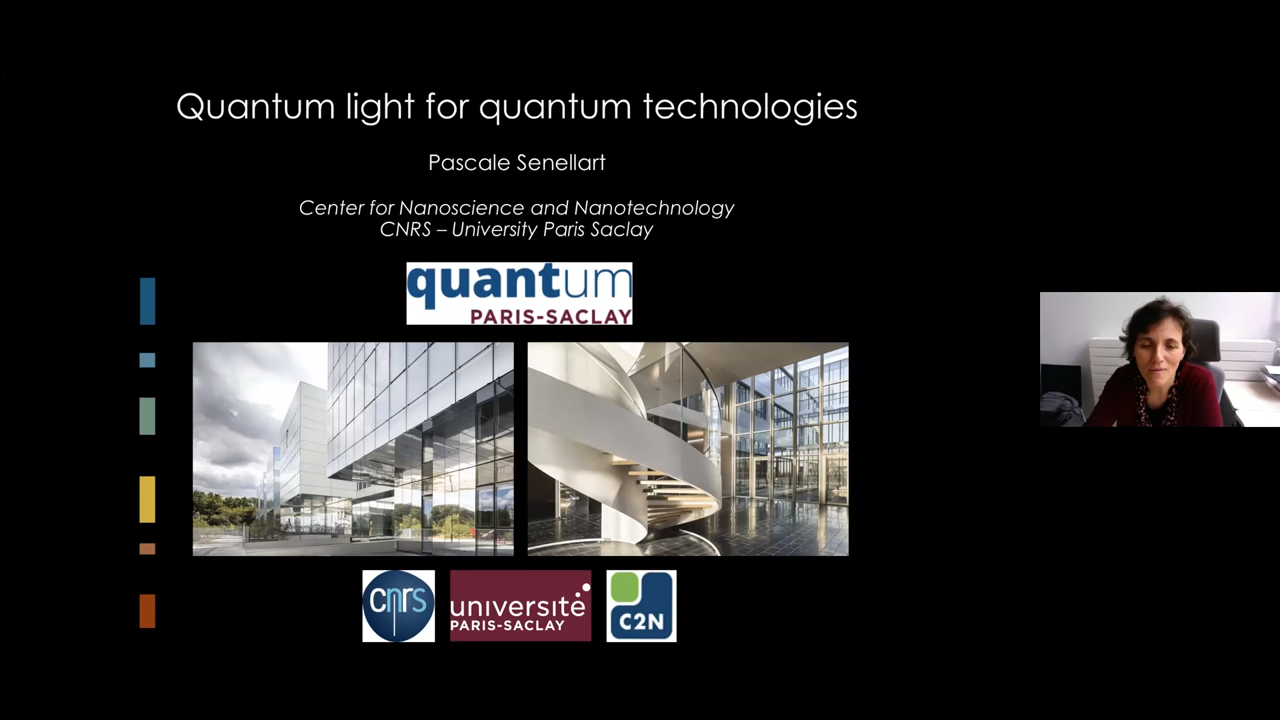 Quantum light for quantum technologies
Pascale Senellart
Center for Nanoscience and Nanotechnology
CNRS – University Paris Saclay
quantum
PARIS-SACLAY
cnrs
université
PARIS-SACLAY
C2N